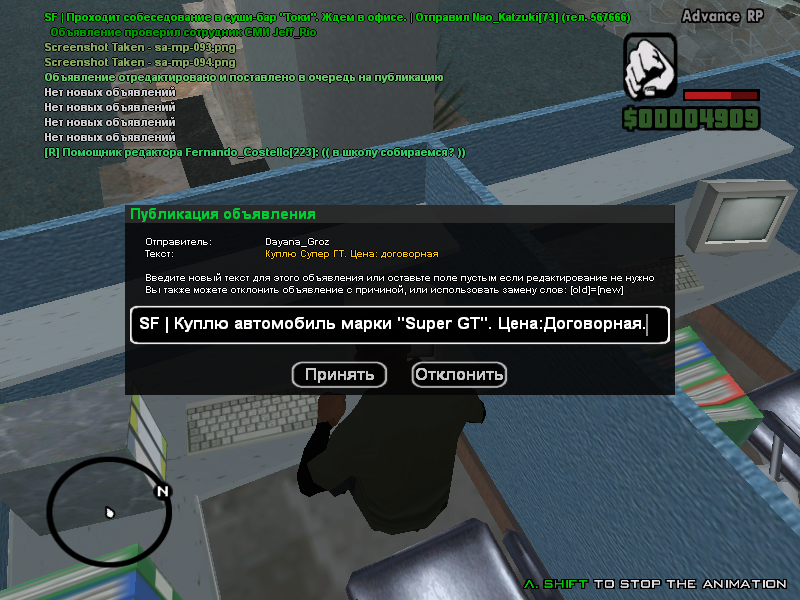 SF | Проходит собеседование в суши-бар "Токи". Ждем в офисе. | Отправил Nao_Katzuki[73] (тел. 567666)
Advance RP
Объявление проверил сотрудник СМИ Jeff_Rio
Screenshot Taken - sa-mp-093.png
Screenshot Taken - sa-mp-094.png
Объявление отредактировано и поставлено в очередь на публикацию
Нет новых объявлений
Нет новых объявлений
Нет новых объявлений
Нет новых объявлений
$00004909
[R] Помощник редактора Fernando_Costello[223]: (( в школу собираемся? ))
Публикация объявления
Отправитель: Dayana_Groz
Текст: Куплю Супер ГТ. Цена: договорная
Введите новый текст для этого объявления или оставьте поле пустым если редактирование не нужно
Вы также можете отклонить объявление с причиной, или использовать замену слов: [old]=[new]
SF | Куплю автомобиль марки "Super GT". Цена:Договорная.
Принять Отклонить
N
A. SHIFT TO STOP THE ANIMATION